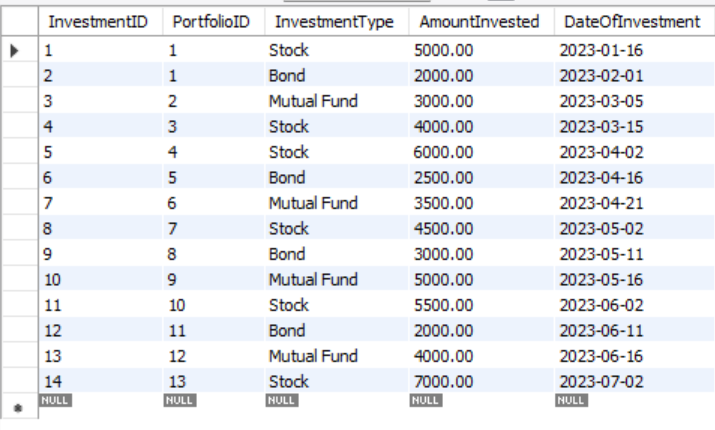 InvestmentID PortfolioID InvestmentType AmountInvested DateOfInvestment
1 1 Stock 5000.00 2023-01-16
2 1 Bond 2000.00 2023-02-01
3 2 Mutual Fund 3000.00 2023-03-05
4 3 Stock 4000.00 2023-03-15
5 4 Stock 6000.00 2023-04-02
6 5 Bond 2500.00 2023-04-16
7 6 Mutual Fund 3500.00 2023-04-21
8 7 Stock 4500.00 2023-05-02
9 8 Bond 3000.00 2023-05-11
10 9 Mutual Fund 5000.00 2023-05-16
11 10 Stock 5500.00 2023-06-02
12 11 Bond 2000.00 2023-06-11
13 12 Mutual Fund 4000.00 2023-06-16
14 13 Stock 7000.00 2023-07-02
NULL NULL NULL NULL NULL